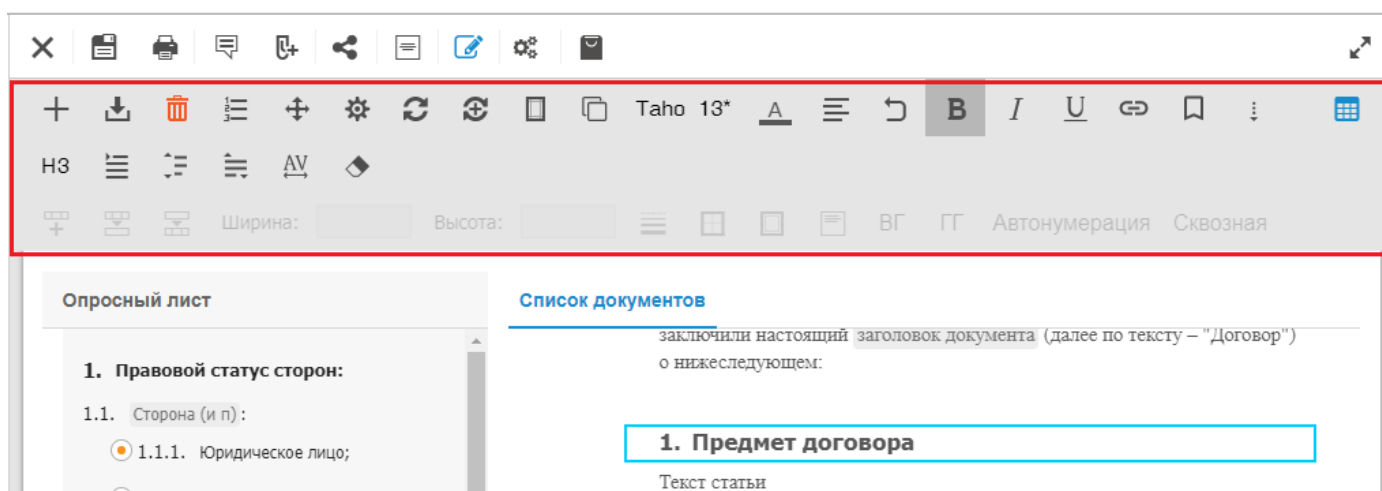 Taho 13* A B I U
H3 AV
Ширина: Высота: ВГ ГГ Автонумерация Сквозная
Опросный лист
Список документов
1. Правовой статус сторон:
1.1. Сторона (и п):
1.1.1. Юридическое лицо;
заключили настоящий заголовок документа (далее по тексту – "Договор")
о нижеследующем:
1. Предмет договора
Текст статьи